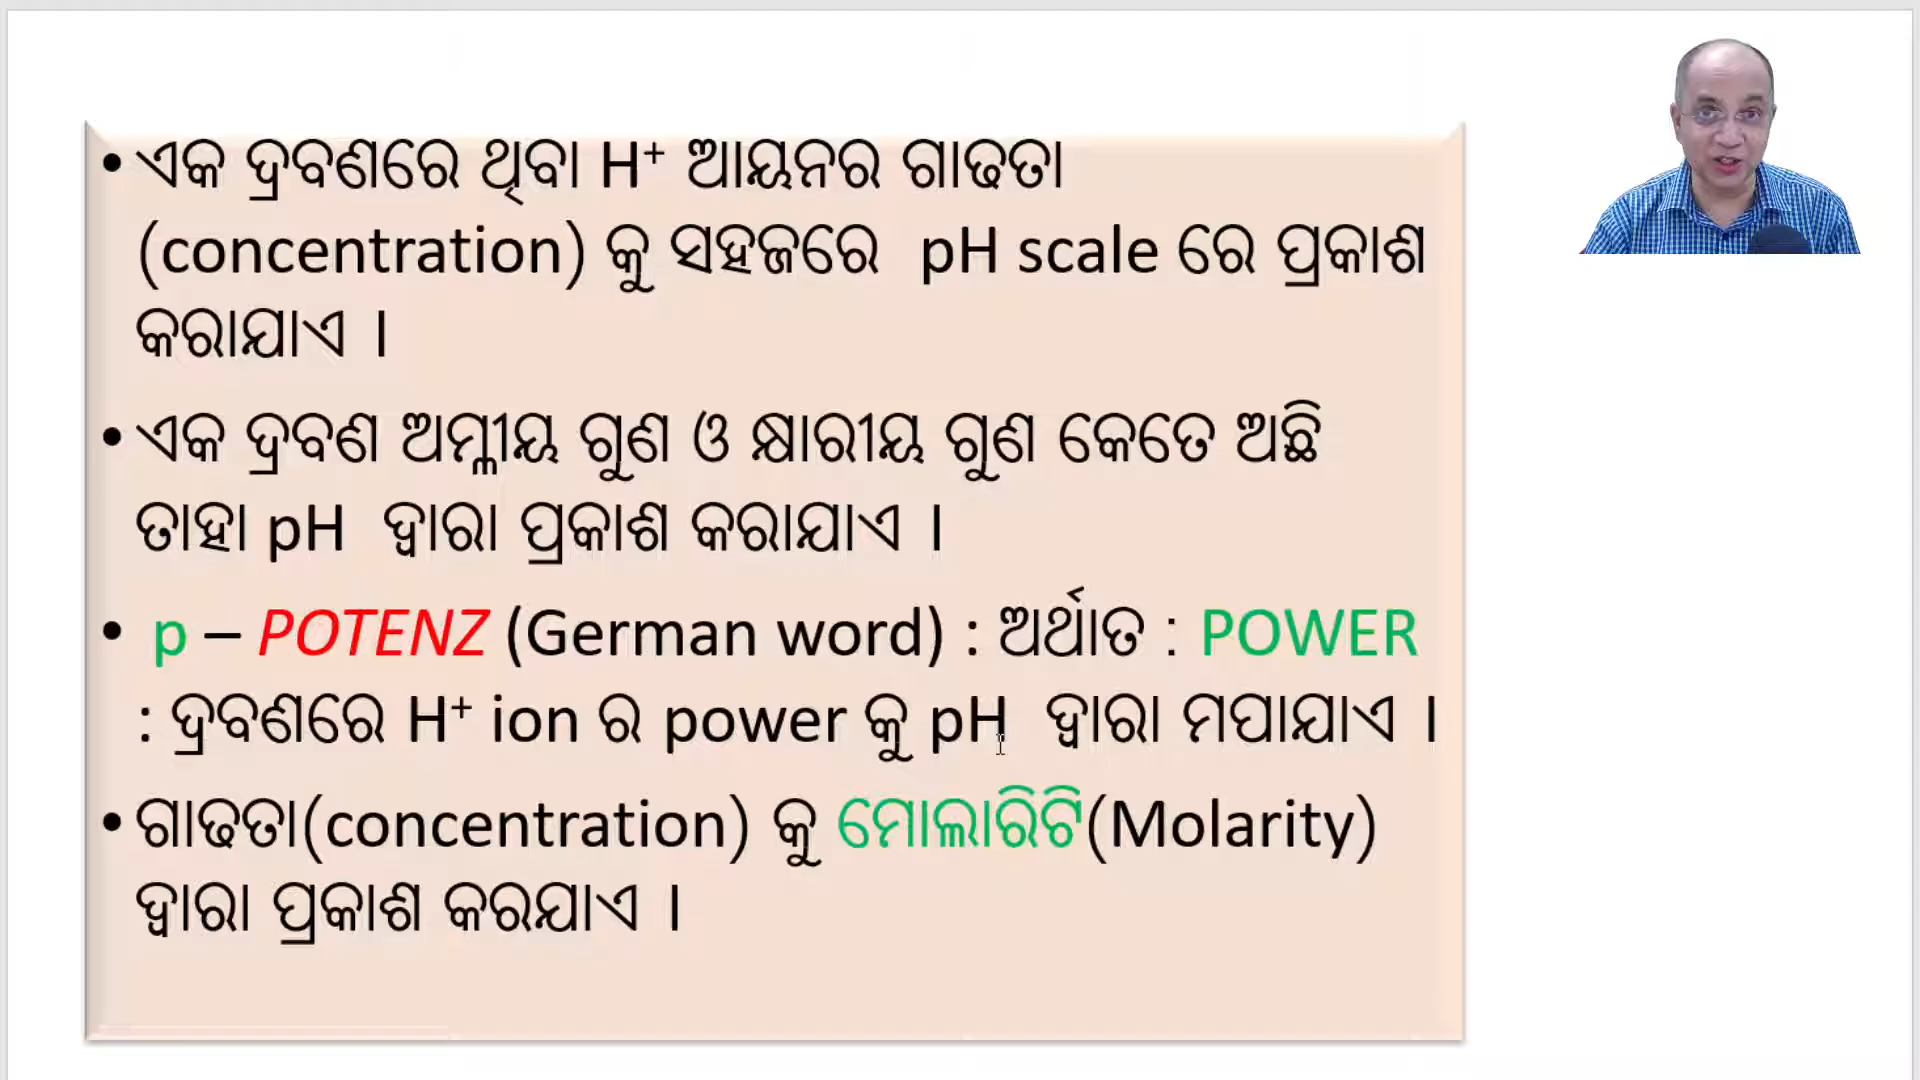 • ଏକ ଦ୍ରବଣରେ ଥିବା H⁺ ଆୟନର ଗାଢତା
(concentration) କୁ ସହଜରେ pH scale ରେ ପ୍ରକାଶ
କରାଯାଏ ।
• ଏକ ଦ୍ରବଣ ଅମ୍ଳୀୟ ଗୁଣ ଓ କ୍ଷାରୀୟ ଗୁଣ କେତେ ଅଛି
ତାହା pH ଦ୍ୱାରା ପ୍ରକାଶ କରାଯାଏ ।
• p – POTENZ (German word) : ଅର୍ଥାତ : POWER
: ଦ୍ରବଣରେ H⁺ ion ର power କୁ pH ଦ୍ୱାରା ମପାଯାଏ ।
• ଗାଢତା(concentration) କୁ ମୋଲାରିଟି(Molarity)
ଦ୍ୱାରା ପ୍ରକାଶ କରଯାଏ ।